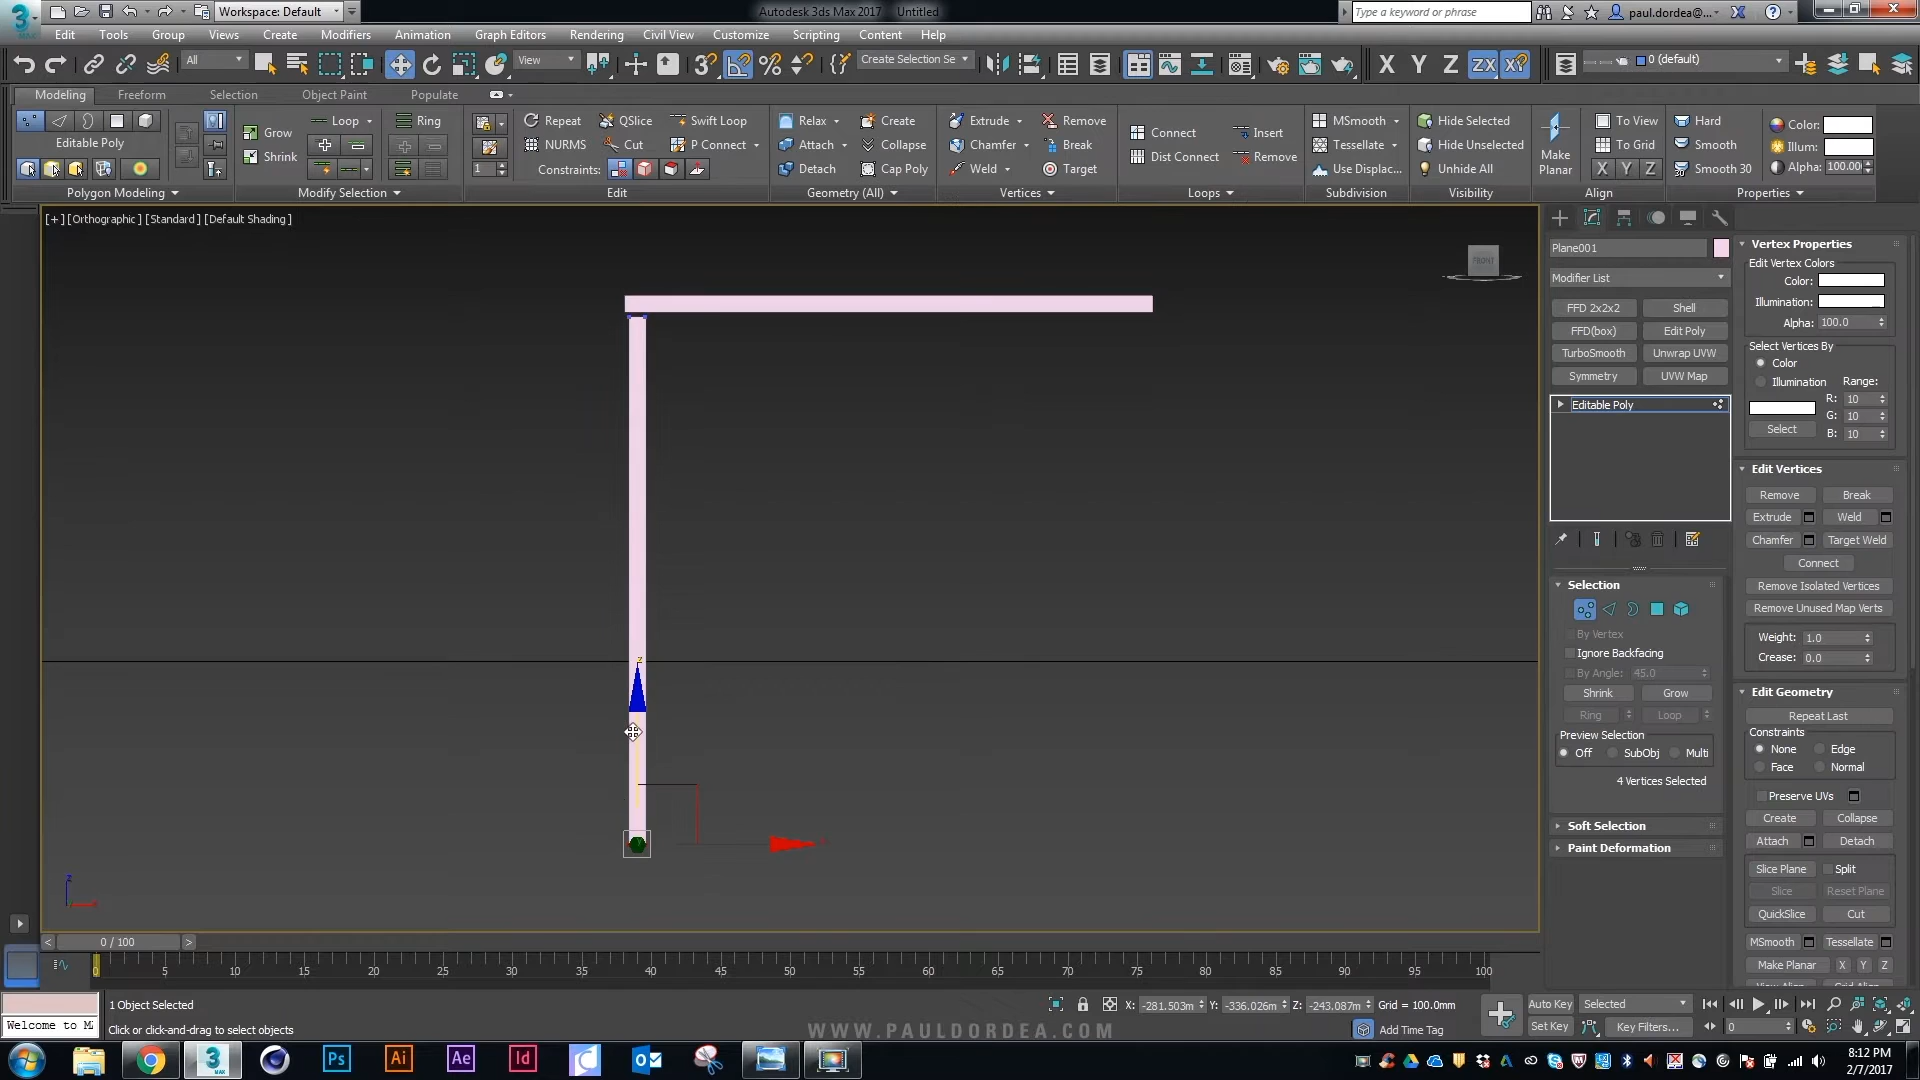 Workspace: Default
Autodesk 3ds Max 2017 Untitled
Type a keyword or phrase
paul.dordea@...
MAX
Edit Tools Group Views Create Modifiers Animation Graph Editors Rendering Civil View Customize Scripting Content Help
All View Create Selection Se X Y Z ZX XY 0 (default)
Modeling Freeform Selection Object Paint Populate
Loop Ring Repeat QSlice Swift Loop Relax Create Extrude Remove MSmooth Hide Selected To View Hard Color:
Edit Poly Grow NURMS Cut P Connect Attach Collapse Chamfer Break Connect Insert Tessellate Hide Unselected To Grid Smooth Illum:
Shrink 1 Constraints: Detach Cap Poly Weld Target Dist Connect Remove Use Displac... Unhide All Make Planar X Y Z Smooth 30 Alpha: 100.00
Polygon Modeling Modify Selection Edit Geometry (All) Vertices Loops Subdivision Visibility Align Properties
[+] [Orthographic] [Standard] [Default Shading]
FRONT
z
z
Plane001
Modifier List
FFD 2x2x2 Shell
FFD(box) Edit Poly
TurboSmooth Unwrap UVW
Symmetry UVW Map
Editable Poly
Selection
By Vertex
Ignore Backfacing
By Angle: 45.0
Shrink Grow
Ring Loop
Preview Selection
Off SubObj Multi
4 Vertices Selected
Soft Selection
Paint Deformation
Vertex Properties
Edit Vertex Colors
Color:
Illumination:
Alpha: 100.0
Select Vertices By
Color
Illumination Range:
R: 10
G: 10
Select B: 10
Edit Vertices
Remove Break
Extrude Weld
Chamfer Target Weld
Connect
Remove Isolated Vertices
Remove Unused Map Verts
Weight: 1.0
Crease: 0.0
Edit Geometry
Repeat Last
Constraints
None Edge
Face Normal
Preserve UVs
Create Collapse
Attach Detach
Slice Plane Split
Slice Reset Plane
QuickSlice Cut
MSmooth Tessellate
Make Planar X Y Z
< 0 / 100 >
0 5 10 15 20 25 30 35 40 45 50 55 60 65 70 75 80 85 90 95 100
1 Object Selected X: -281.503m Y: -336.026m Z: -243.087m Grid = 100.0mm Auto Key Selected
Welcome to M Click or click-and-drag to select objects Add Time Tag Set Key Key Filters... 0
WWW.PAULDORDEA.COM
3 MAX Ps Ai Ae Id
8:12 PM
2/7/2017